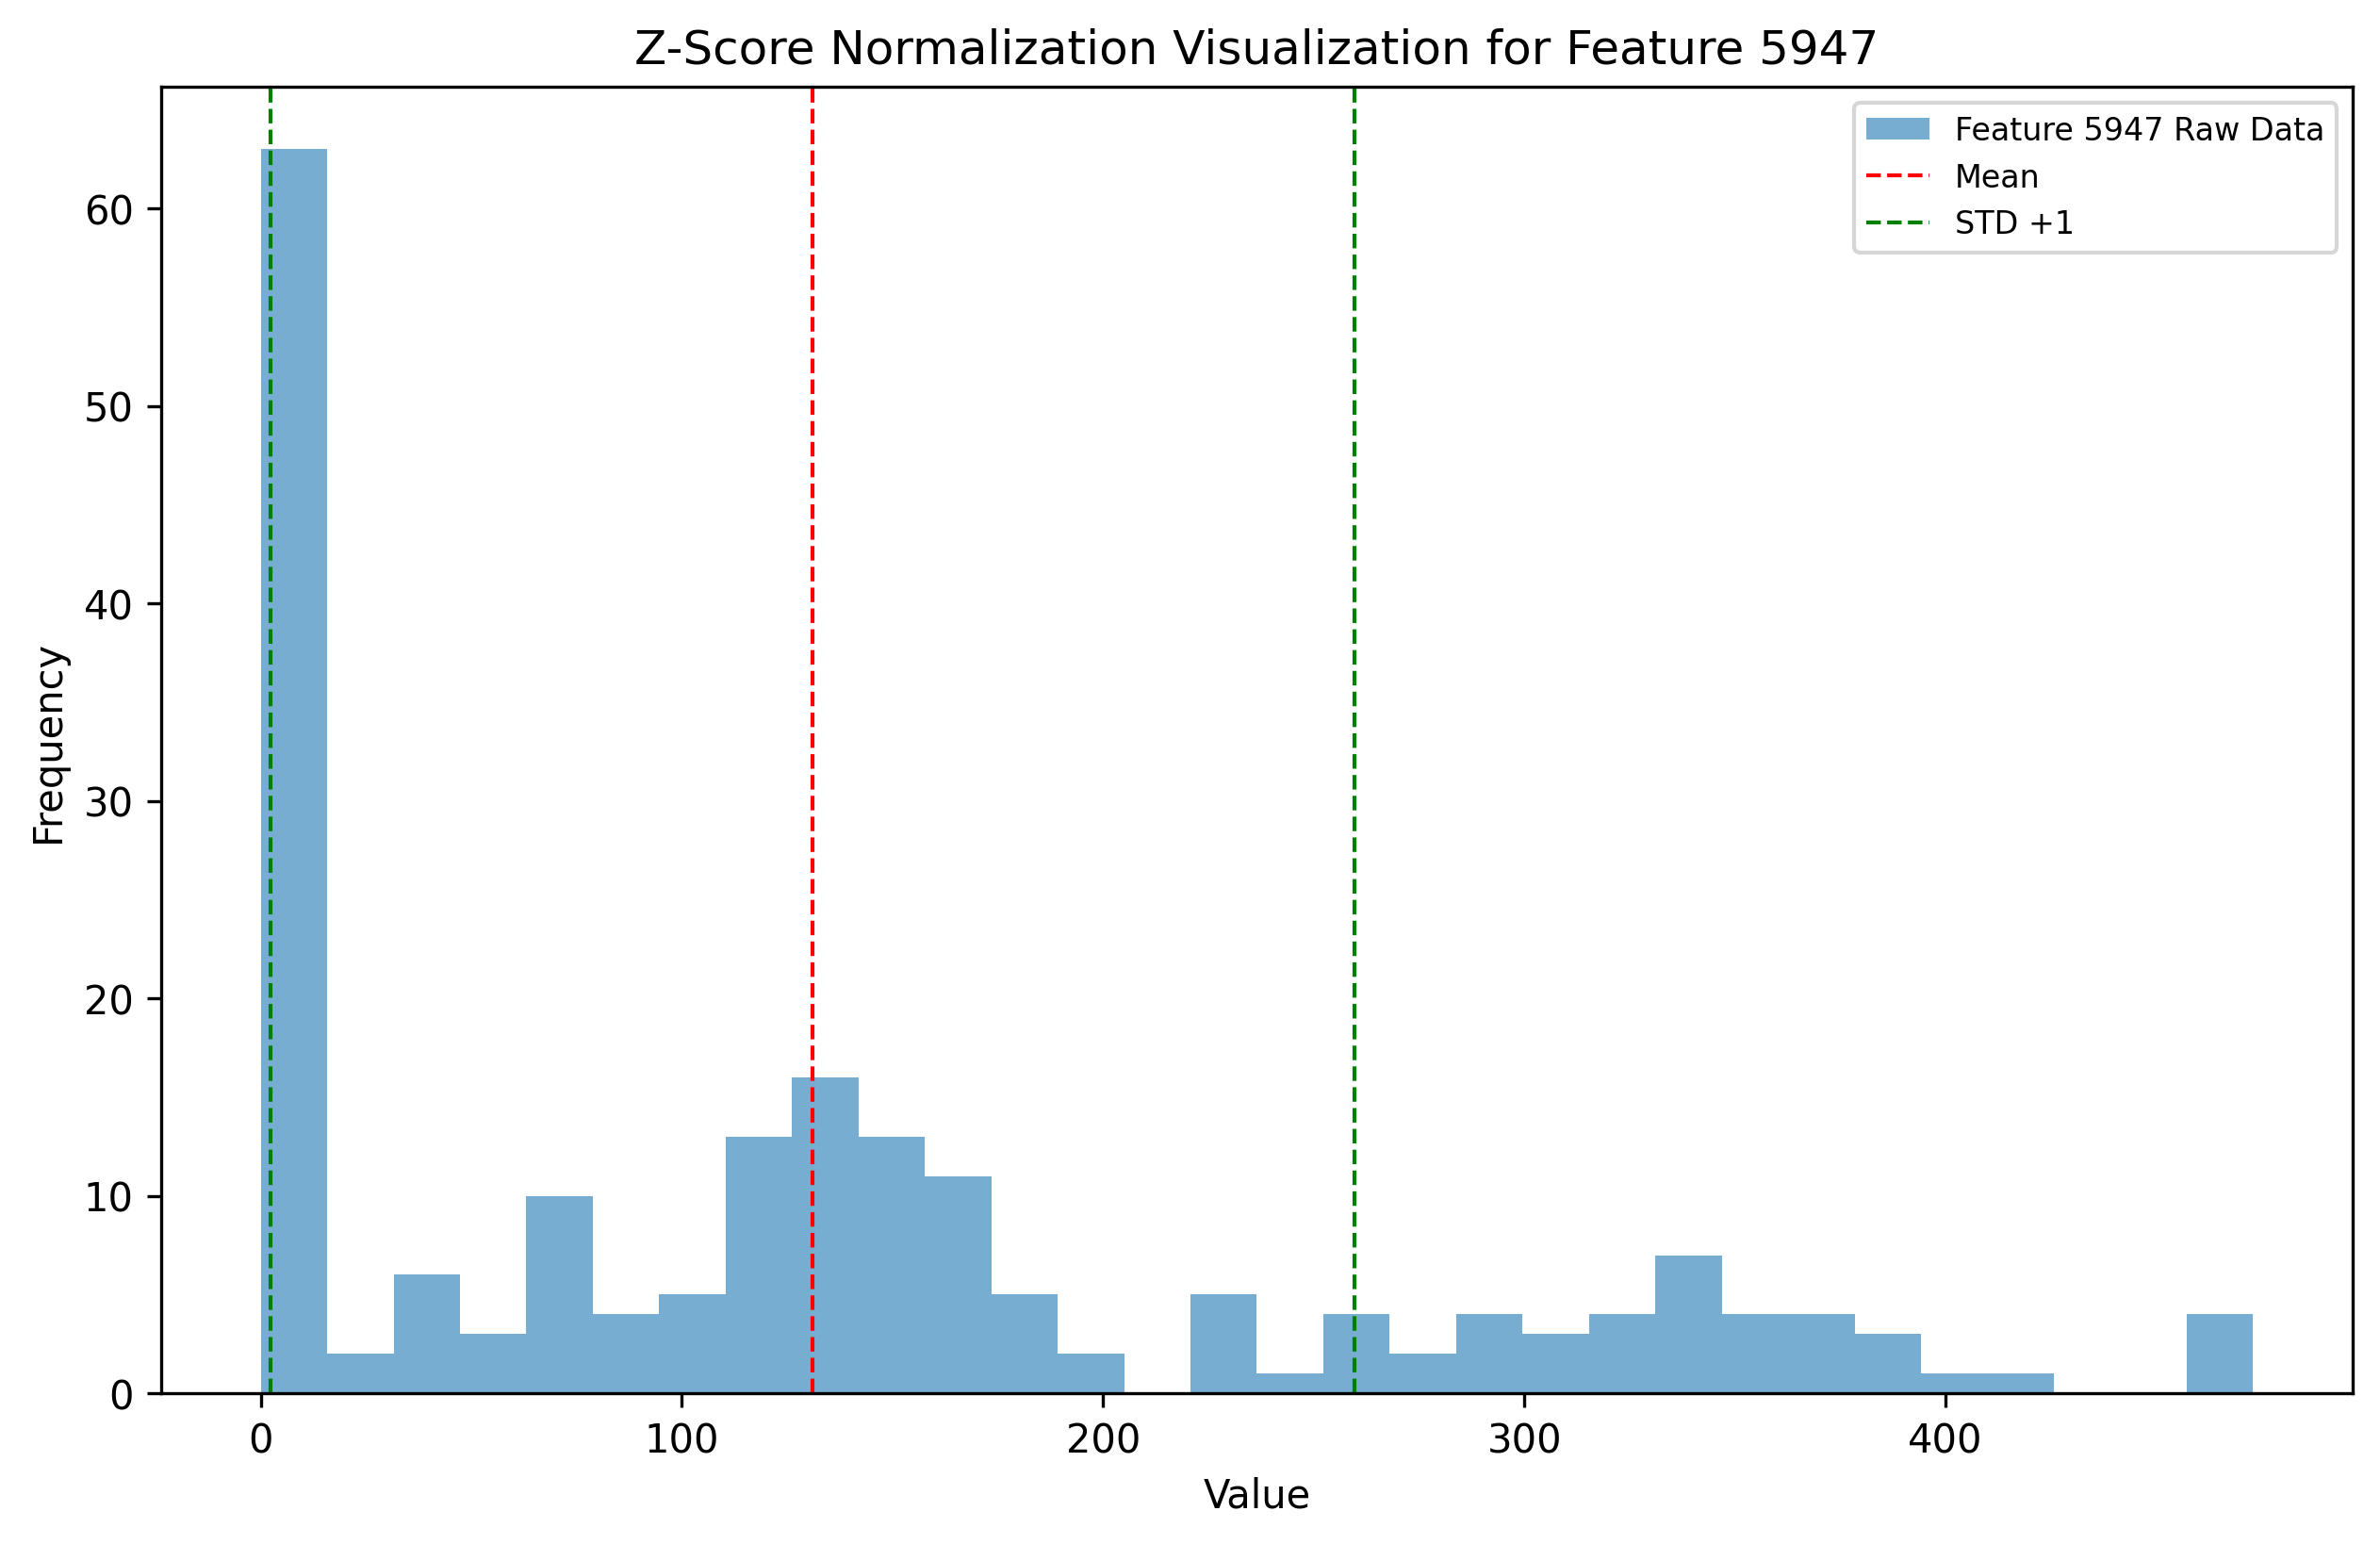 Z-Score Normalization Visualization for Feature 5947
Feature 5947 Raw Data
Mean
STD +1
Frequency
60
50
40
30
20
10
0
0 100 200 300 400
Value